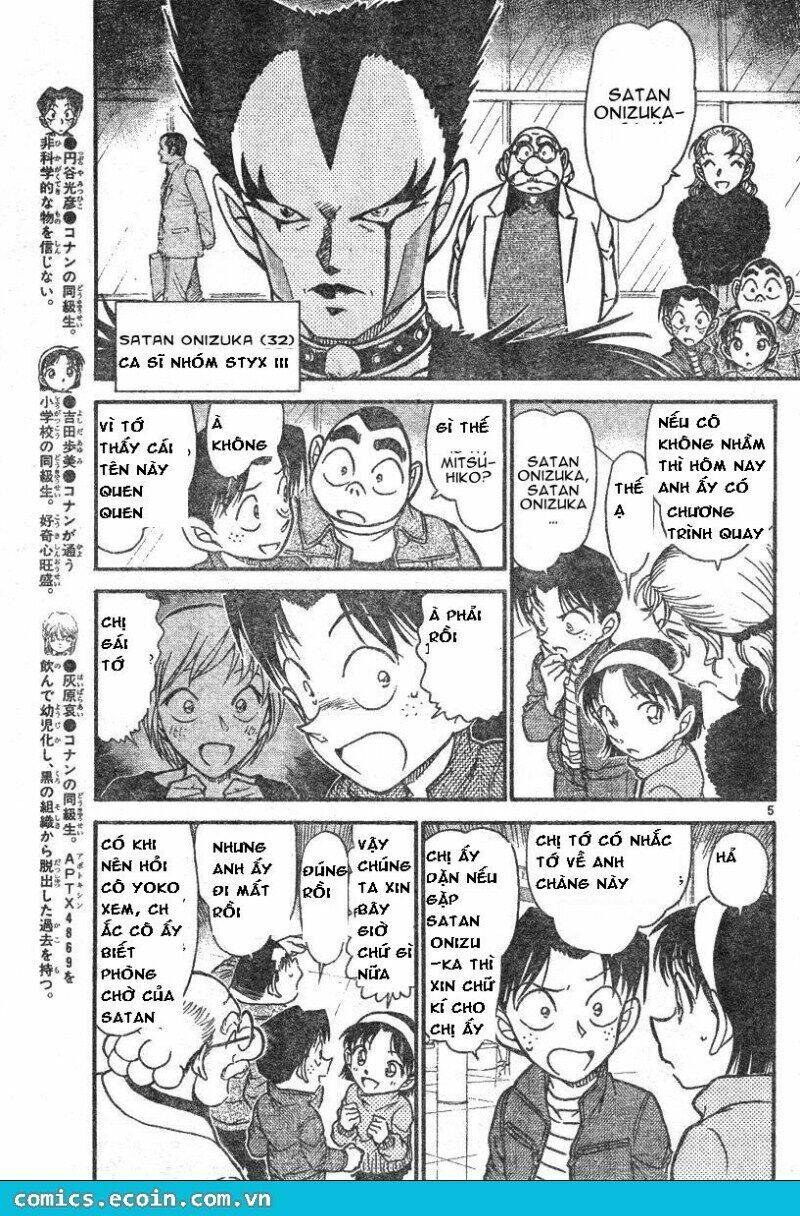 SATAN
ONIZUKA-
SATAN ONIZUKA (32)
CA SĨ NHÓM STYX III
NẾU CÔ
KHÔNG NHẦM
THÌ HÔM NAY
ANH ẤY CÓ
CHƯƠNG
TRÌNH QUAY
THẾ
Ạ
SATAN
ONIZUKA,
SATAN
ONIZUKA
...
GÌ THẾ
MITSU-
HIKO?
À
KHÔNG
VÌ TỚ
THẤY CÁI
TÊN NÀY
QUEN
QUEN
À PHẢI
RỒI
CHỊ
GÁI
TỚ
5
HẢ
CHỊ TỚ CÓ NHẮC
TỚ VỀ ANH
CHÀNG NÀY
CHỊ ẤY
DẶN NẾU
GẶP
SATAN
ONIZU
-KA THÌ
XIN CHỮ
KÍ CHO
CHỊ ẤY
VẬY
CHÚNG
TA XIN
BÂY
GIỜ
CHỨ GÌ
NỮA
ĐÚNG
RỒI
NHƯNG
ANH ẤY
ĐI MẤT
RỒI
CÓ KHI
NÊN HỎI
CÔ YOKO
XEM, CH
ẮC CÔ ẤY
BIẾT
PHÒNG
CHỜ CỦA
SATAN
●円谷光彦●コナンの同級生。
非科学的な物を信じない。
●吉田歩美●コナンが通う
小学校の同級生。好奇心旺盛。
●灰原哀●コナンの同級生。APTX4869を
飲んで幼児化し、黒の組織から脱出した過去を持つ。
comics.ecoin.com.vn